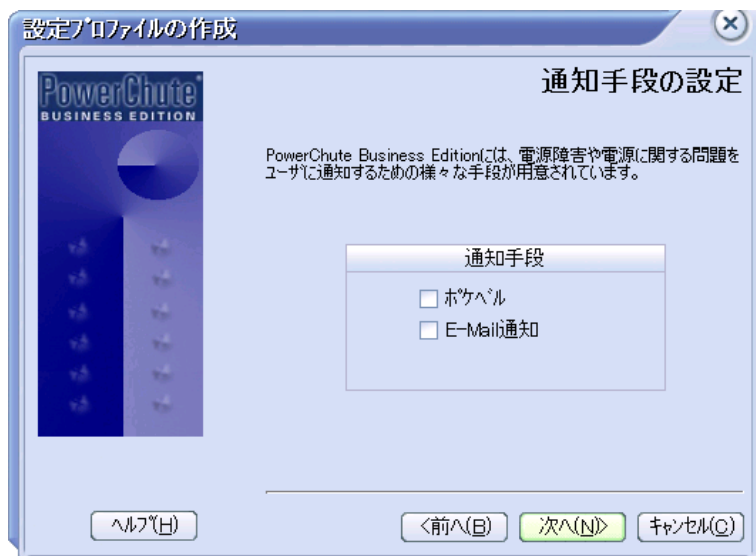 設定ﾌﾟﾛﾌｧｲﾙの作成
PowerChute
BUSINESS EDITION
通知手段の設定
PowerChute Business Editionには、電源障害や電源に関する問題を
ﾕｰｻﾞに通知するための様々な手段が用意されています。
通知手段
ﾎﾟｹﾍﾞﾙ
E-Mail通知
ﾍﾙﾌﾟ(H)
<前へ(B)
次へ(N)>
ｷｬﾝｾﾙ(C)